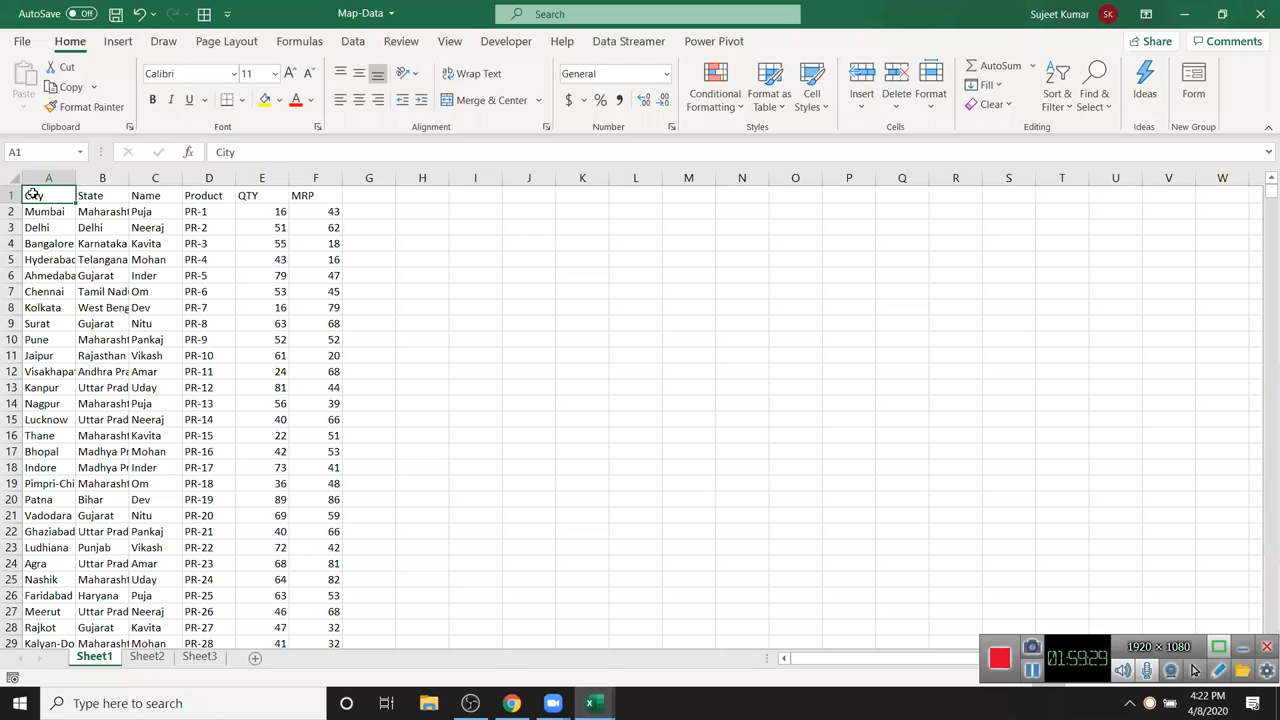 AutoSave Off Map-Data Search Sujeet Kumar SK
File Home Insert Draw Page Layout Formulas Data Review View Developer Help Data Streamer Power Pivot Share Comments
Paste Cut Copy Format Painter
Calibri 11 B I U A
Wrap Text Merge & Center
General $ % ,
Conditional Formatting Format as Table Cell Styles
Insert Delete Format
AutoSum Fill Clear Sort & Filter Find & Select
Ideas Form
Clipboard Font Alignment Number Styles Cells Editing Ideas New Group
A1 fx City
A B C D E F G H I J K L M N O P Q R S T U V W
1 City State Name Product QTY MRP
2 Mumbai Maharasht Puja PR-1 16 43
3 Delhi Delhi Neeraj PR-2 51 62
4 Bangalore Karnataka Kavita PR-3 55 18
5 Hyderabad Telangana Mohan PR-4 43 16
6 Ahmedaba Gujarat Inder PR-5 79 47
7 Chennai Tamil Nad Om PR-6 53 45
8 Kolkata West Beng Dev PR-7 16 79
9 Surat Gujarat Nitu PR-8 63 68
10 Pune Maharasht Pankaj PR-9 52 52
11 Jaipur Rajasthan Vikash PR-10 61 20
12 Visakhapat Andhra Pra Amar PR-11 24 68
13 Kanpur Uttar Prad Uday PR-12 81 44
14 Nagpur Maharasht Puja PR-13 56 39
15 Lucknow Uttar Prad Neeraj PR-14 40 66
16 Thane Maharasht Kavita PR-15 22 51
17 Bhopal Madhya Pr Mohan PR-16 42 53
18 Indore Madhya Pr Inder PR-17 73 41
19 Pimpri-Chi Maharasht Om PR-18 36 48
20 Patna Bihar Dev PR-19 89 86
21 Vadodara Gujarat Nitu PR-20 69 59
22 Ghaziabad Uttar Prad Pankaj PR-21 40 66
23 Ludhiana Punjab Vikash PR-22 72 42
24 Agra Uttar Prad Amar PR-23 68 81
25 Nashik Maharasht Uday PR-24 64 82
26 Faridabad Haryana Puja PR-25 63 53
27 Meerut Uttar Prad Neeraj PR-26 46 68
28 Rajkot Gujarat Kavita PR-27 47 32
29 Kalyan-Do Maharasht Mohan PR-28 41 32
Sheet1 Sheet2 Sheet3
01:59:29 1920 × 1080
Type here to search
4:22 PM
4/8/2020